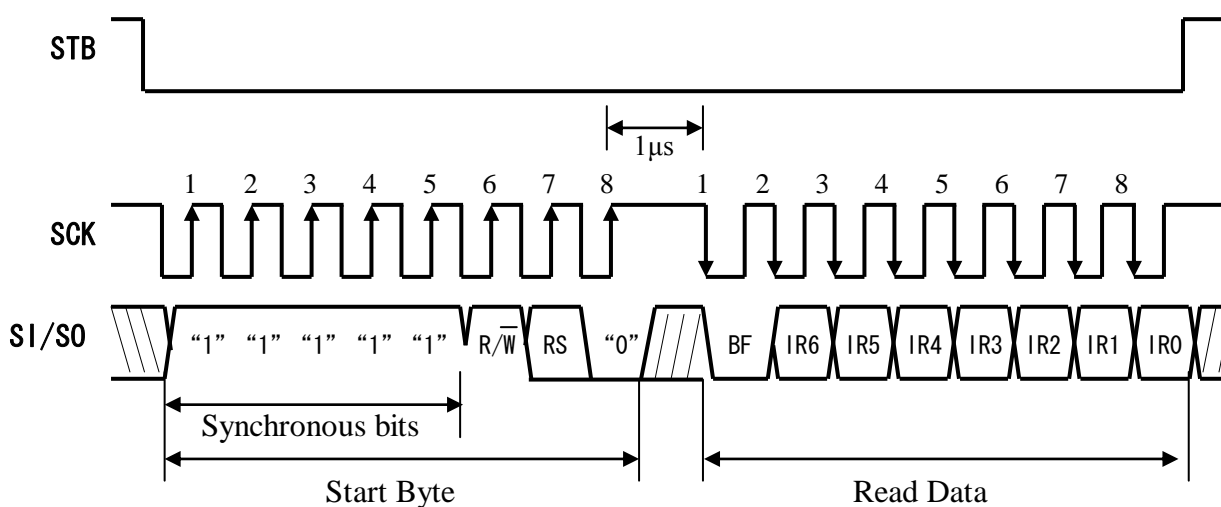 STB
1μs
1 2 3 4 5 6 7 8 1 2 3 4 5 6 7 8
SCK
SI/SO "1" "1" "1" "1" "1" R/W̅ RS "0" BF IR6 IR5 IR4 IR3 IR2 IR1 IR0
Synchronous bits
Start Byte Read Data